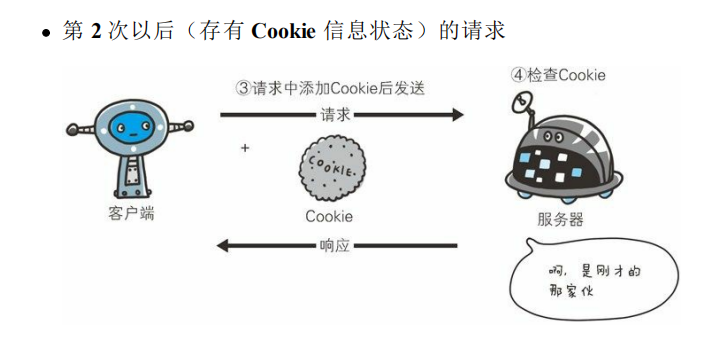 • 第 2 次以后（存有 Cookie 信息状态）的请求
③请求中添加Cookie后发送
④检查Cookie
请求
+
COOKIE.
客户端
Cookie
服务器
响应
啊，是刚才的
那家伙